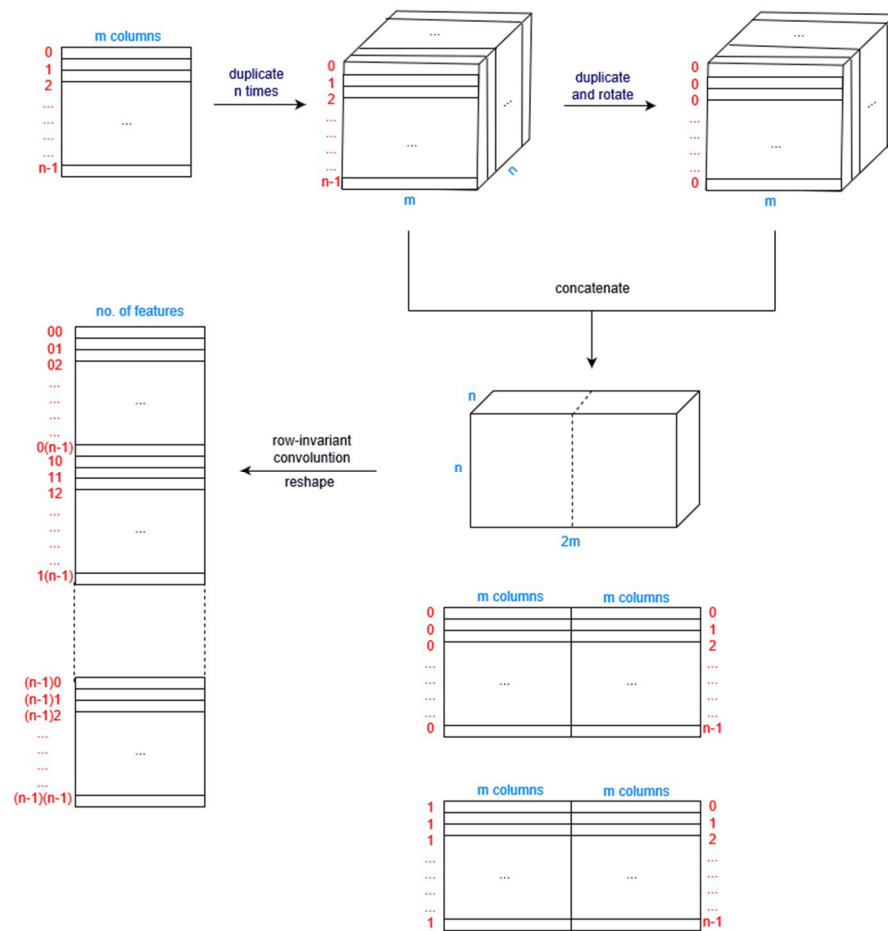 m columns
0
1
2
...
...
...
...
n-1
...
duplicate
n times
0
1
2
...
...
...
...
n-1
...
...
...
m
n
duplicate
and rotate
0
0
0
...
...
...
...
0
...
...
...
m
concatenate
n
n
2m
row-invariant
convoluntion
reshape
no. of features
00
01
02
...
...
...
...
0(n-1)
10
11
12
...
...
...
...
1(n-1)
...
...
(n-1)0
(n-1)1
(n-1)2
...
...
...
...
(n-1)(n-1)
...
m columns m columns
0 0
0 1
0 2
... ...
... ...
... ... ... ...
... ...
0 n-1
m columns m columns
1 0
1 1
1 2
... ...
... ... ... ...
... ...
... ...
1 n-1